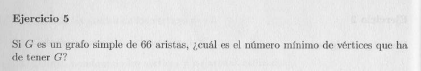 Ejercicio 5
Si G es un grafo simple de 66 aristas, ¿cuál es el número mínimo de vértices que ha
de tener G?